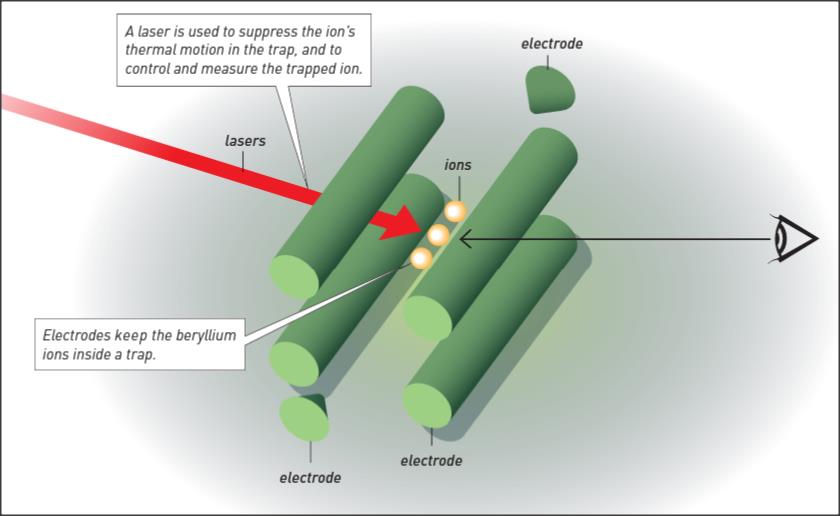 A laser is used to suppress the ion's
thermal motion in the trap, and to
control and measure the trapped ion.
electrode
lasers
ions
Electrodes keep the beryllium
ions inside a trap.
electrode
electrode